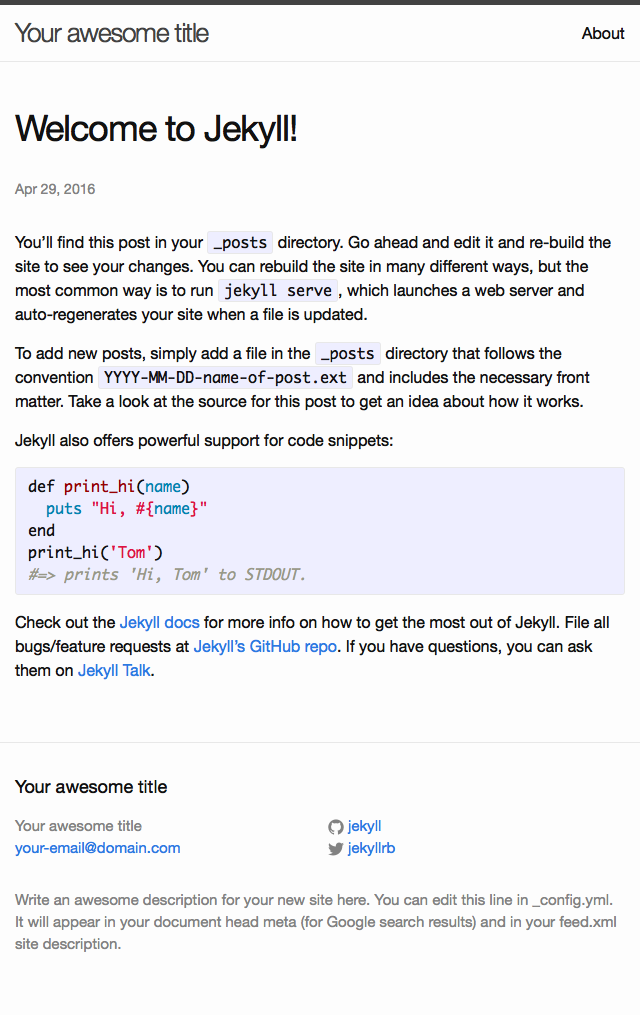 Your awesome title
About
Welcome to Jekyll!
Apr 29, 2016
You’ll find this post in your _posts directory. Go ahead and edit it and re-build the
site to see your changes. You can rebuild the site in many different ways, but the
most common way is to run jekyll serve, which launches a web server and
auto-regenerates your site when a file is updated.
To add new posts, simply add a file in the _posts directory that follows the
convention YYYY-MM-DD-name-of-post.ext and includes the necessary front
matter. Take a look at the source for this post to get an idea about how it works.
Jekyll also offers powerful support for code snippets:
def print_hi(name)
  puts "Hi, #{name}"
end
print_hi('Tom')
#=> prints 'Hi, Tom' to STDOUT.
Check out the Jekyll docs for more info on how to get the most out of Jekyll. File all
bugs/feature requests at Jekyll’s GitHub repo. If you have questions, you can ask
them on Jekyll Talk.
Your awesome title
Your awesome title
your-email@domain.com
jekyll
jekyllrb
Write an awesome description for your new site here. You can edit this line in _config.yml.
It will appear in your document head meta (for Google search results) and in your feed.xml
site description.